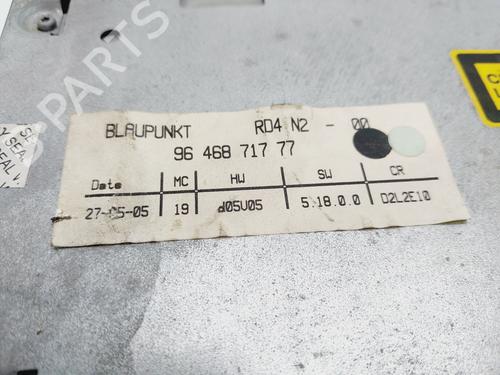 BLAUPUNKT RD4 N2 - 00
96 468 717 77
Date MC HW SW CR
27-05-05 19 d05V05 5.18.0.0 D2L2E10
B-PARTS